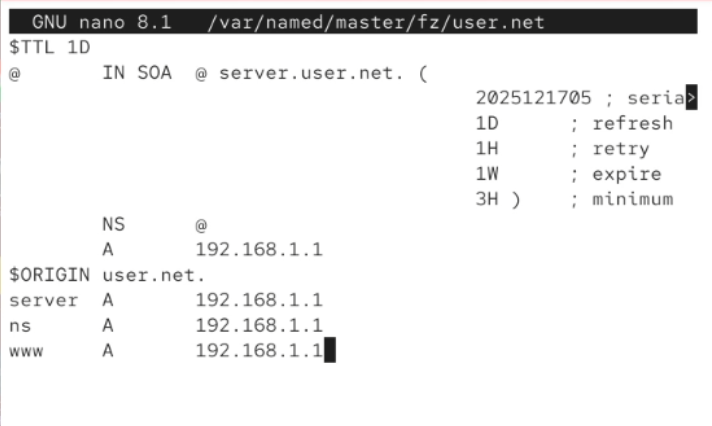 GNU nano 8.1 /var/named/master/fz/user.net
$TTL 1D
@ IN SOA @ server.user.net. (
2025121705 ; seria>
1D ; refresh
1H ; retry
1W ; expire
3H ) ; minimum
NS @
A 192.168.1.1
$ORIGIN user.net.
server A 192.168.1.1
ns A 192.168.1.1
www A 192.168.1.1